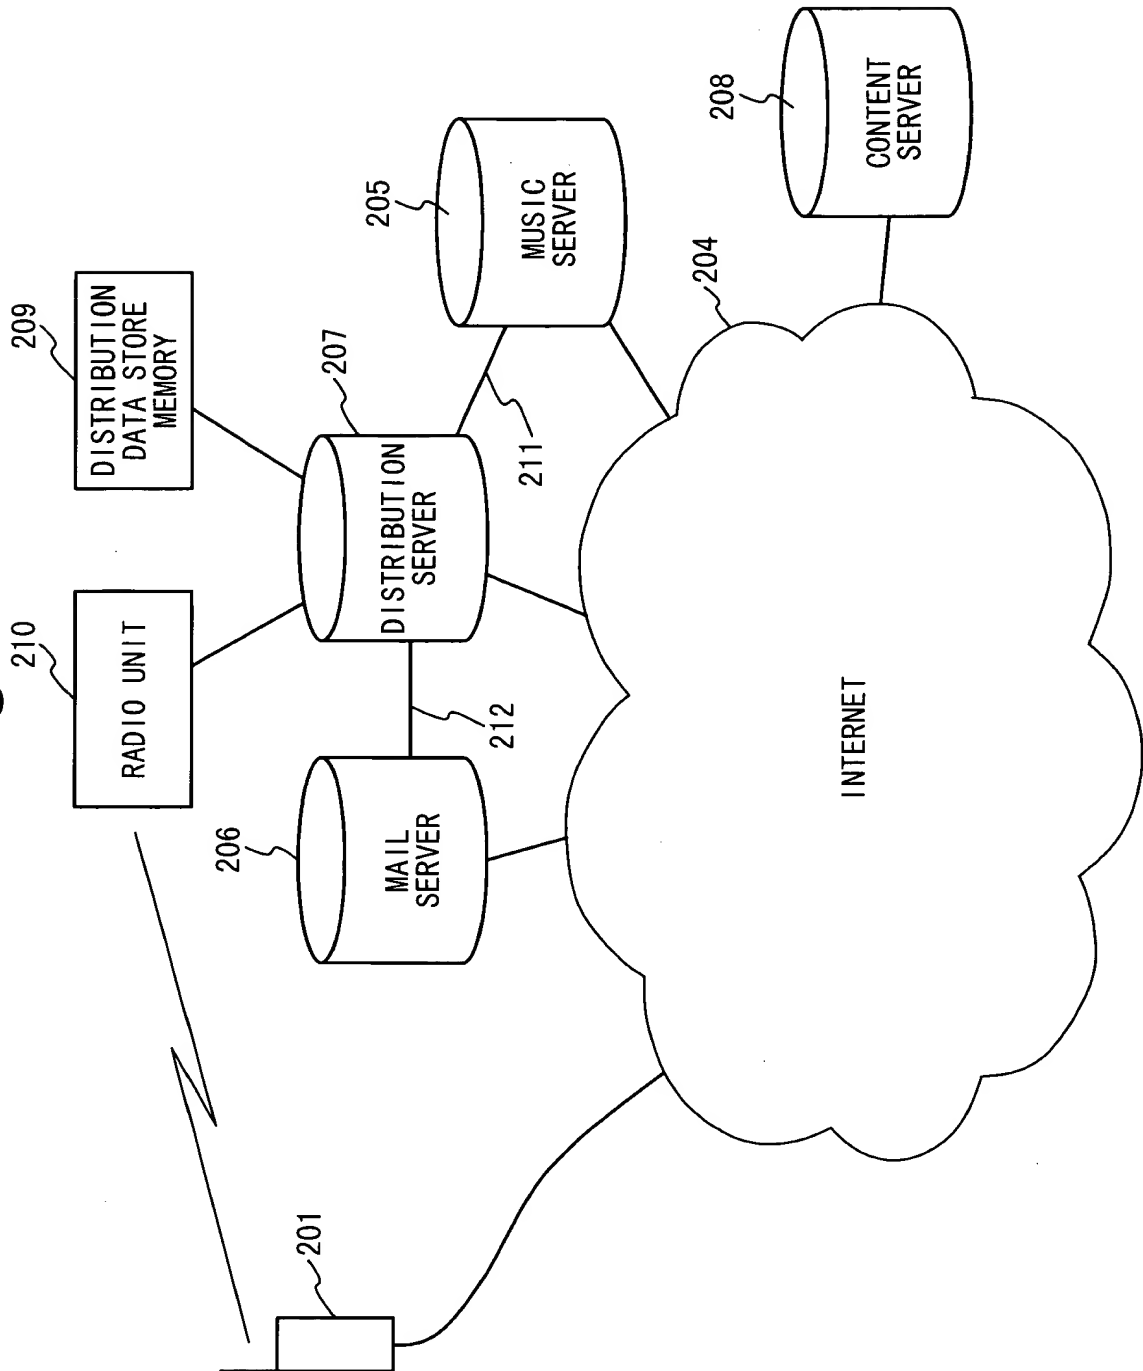 210
RADIO UNIT
209
DISTRIBUTION
DATA STORE
MEMORY
206
MAIL
SERVER
212
207
DISTRIBUTION
SERVER
211
205
MUSIC
SERVER
201
204
INTERNET
208
CONTENT
SERVER